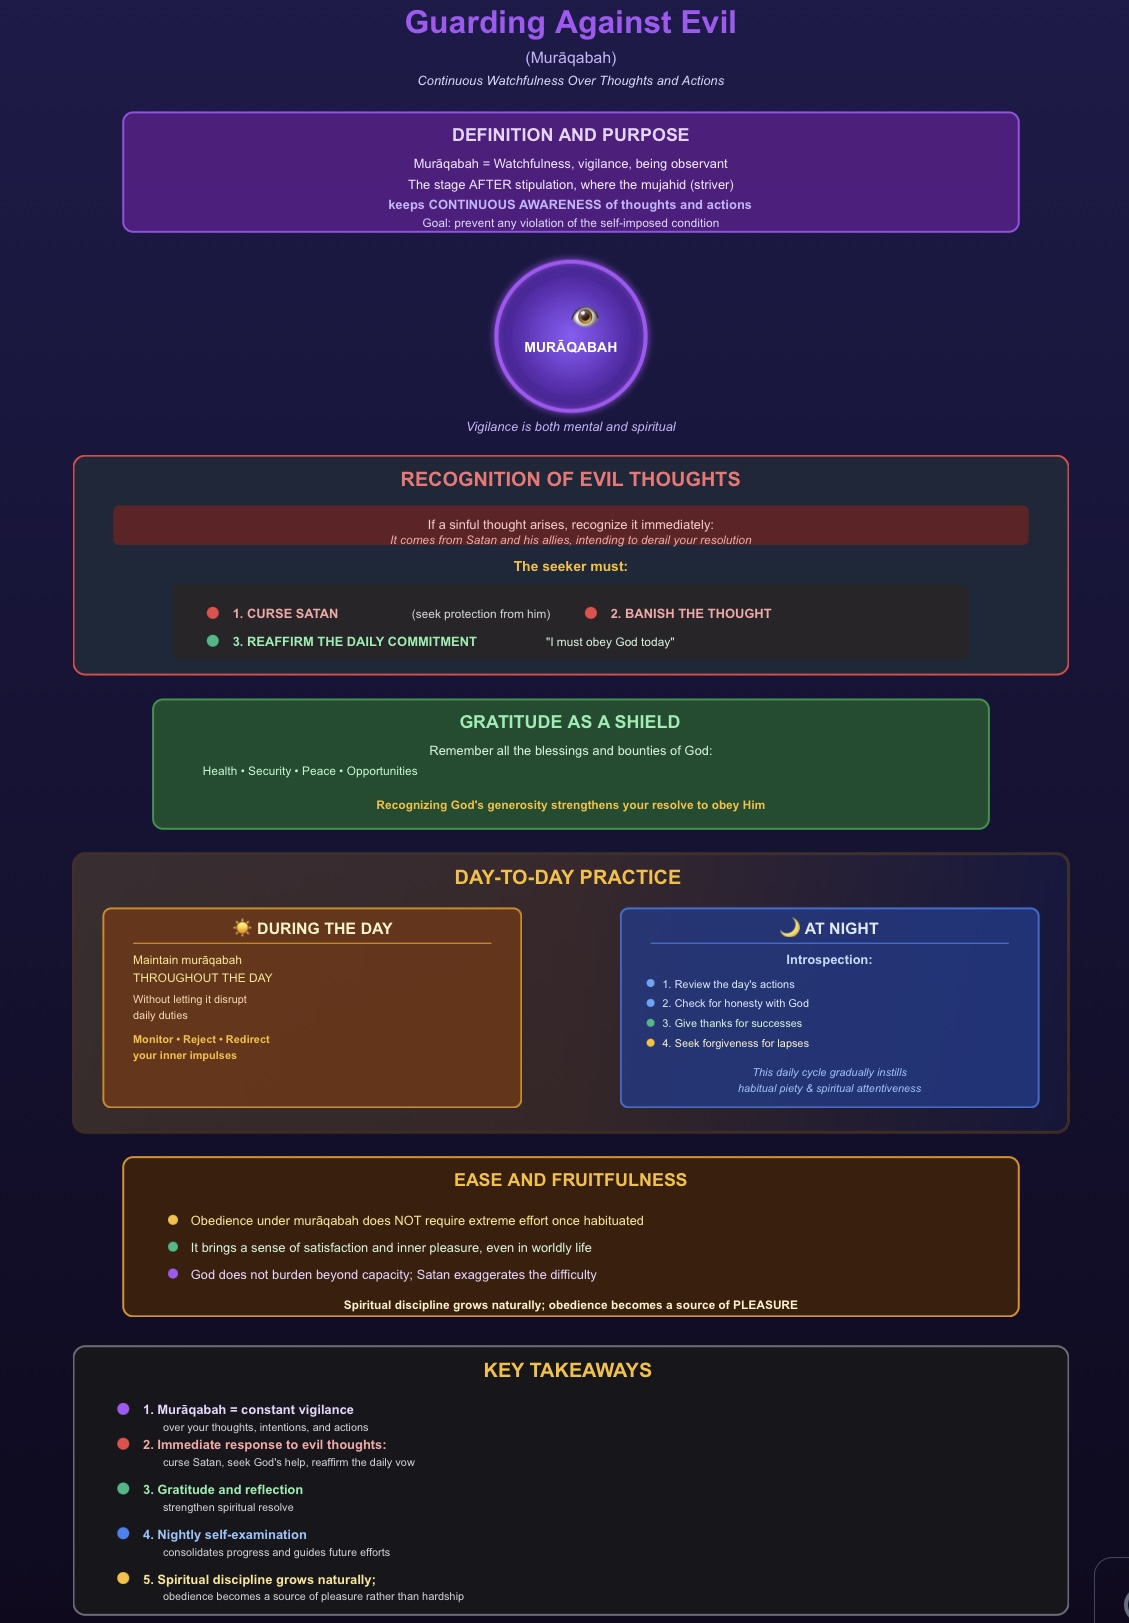 Guarding Against Evil
(Murāqabah)
Continuous Watchfulness Over Thoughts and Actions
DEFINITION AND PURPOSE
Murāqabah = Watchfulness, vigilance, being observant
The stage AFTER stipulation, where the mujahid (striver)
keeps CONTINUOUS AWARENESS of thoughts and actions
Goal: prevent any violation of the self-imposed condition
MURĀQABAH
Vigilance is both mental and spiritual
RECOGNITION OF EVIL THOUGHTS
If a sinful thought arises, recognize it immediately:
It comes from Satan and his allies, intending to derail your resolution
The seeker must:
1. CURSE SATAN (seek protection from him) 2. BANISH THE THOUGHT
3. REAFFIRM THE DAILY COMMITMENT "I must obey God today"
GRATITUDE AS A SHIELD
Remember all the blessings and bounties of God:
Health • Security • Peace • Opportunities
Recognizing God's generosity strengthens your resolve to obey Him
DAY-TO-DAY PRACTICE
DURING THE DAY
Maintain murāqabah
THROUGHOUT THE DAY
Without letting it disrupt
daily duties
Monitor • Reject • Redirect
your inner impulses
AT NIGHT
Introspection:
1. Review the day's actions
2. Check for honesty with God
3. Give thanks for successes
4. Seek forgiveness for lapses
This daily cycle gradually instills
habitual piety & spiritual attentiveness
EASE AND FRUITFULNESS
Obedience under murāqabah does NOT require extreme effort once habituated
It brings a sense of satisfaction and inner pleasure, even in worldly life
God does not burden beyond capacity; Satan exaggerates the difficulty
Spiritual discipline grows naturally; obedience becomes a source of PLEASURE
KEY TAKEAWAYS
1. Murāqabah = constant vigilance
over your thoughts, intentions, and actions
2. Immediate response to evil thoughts:
curse Satan, seek God's help, reaffirm the daily vow
3. Gratitude and reflection
strengthen spiritual resolve
4. Nightly self-examination
consolidates progress and guides future efforts
5. Spiritual discipline grows naturally;
obedience becomes a source of pleasure rather than hardship